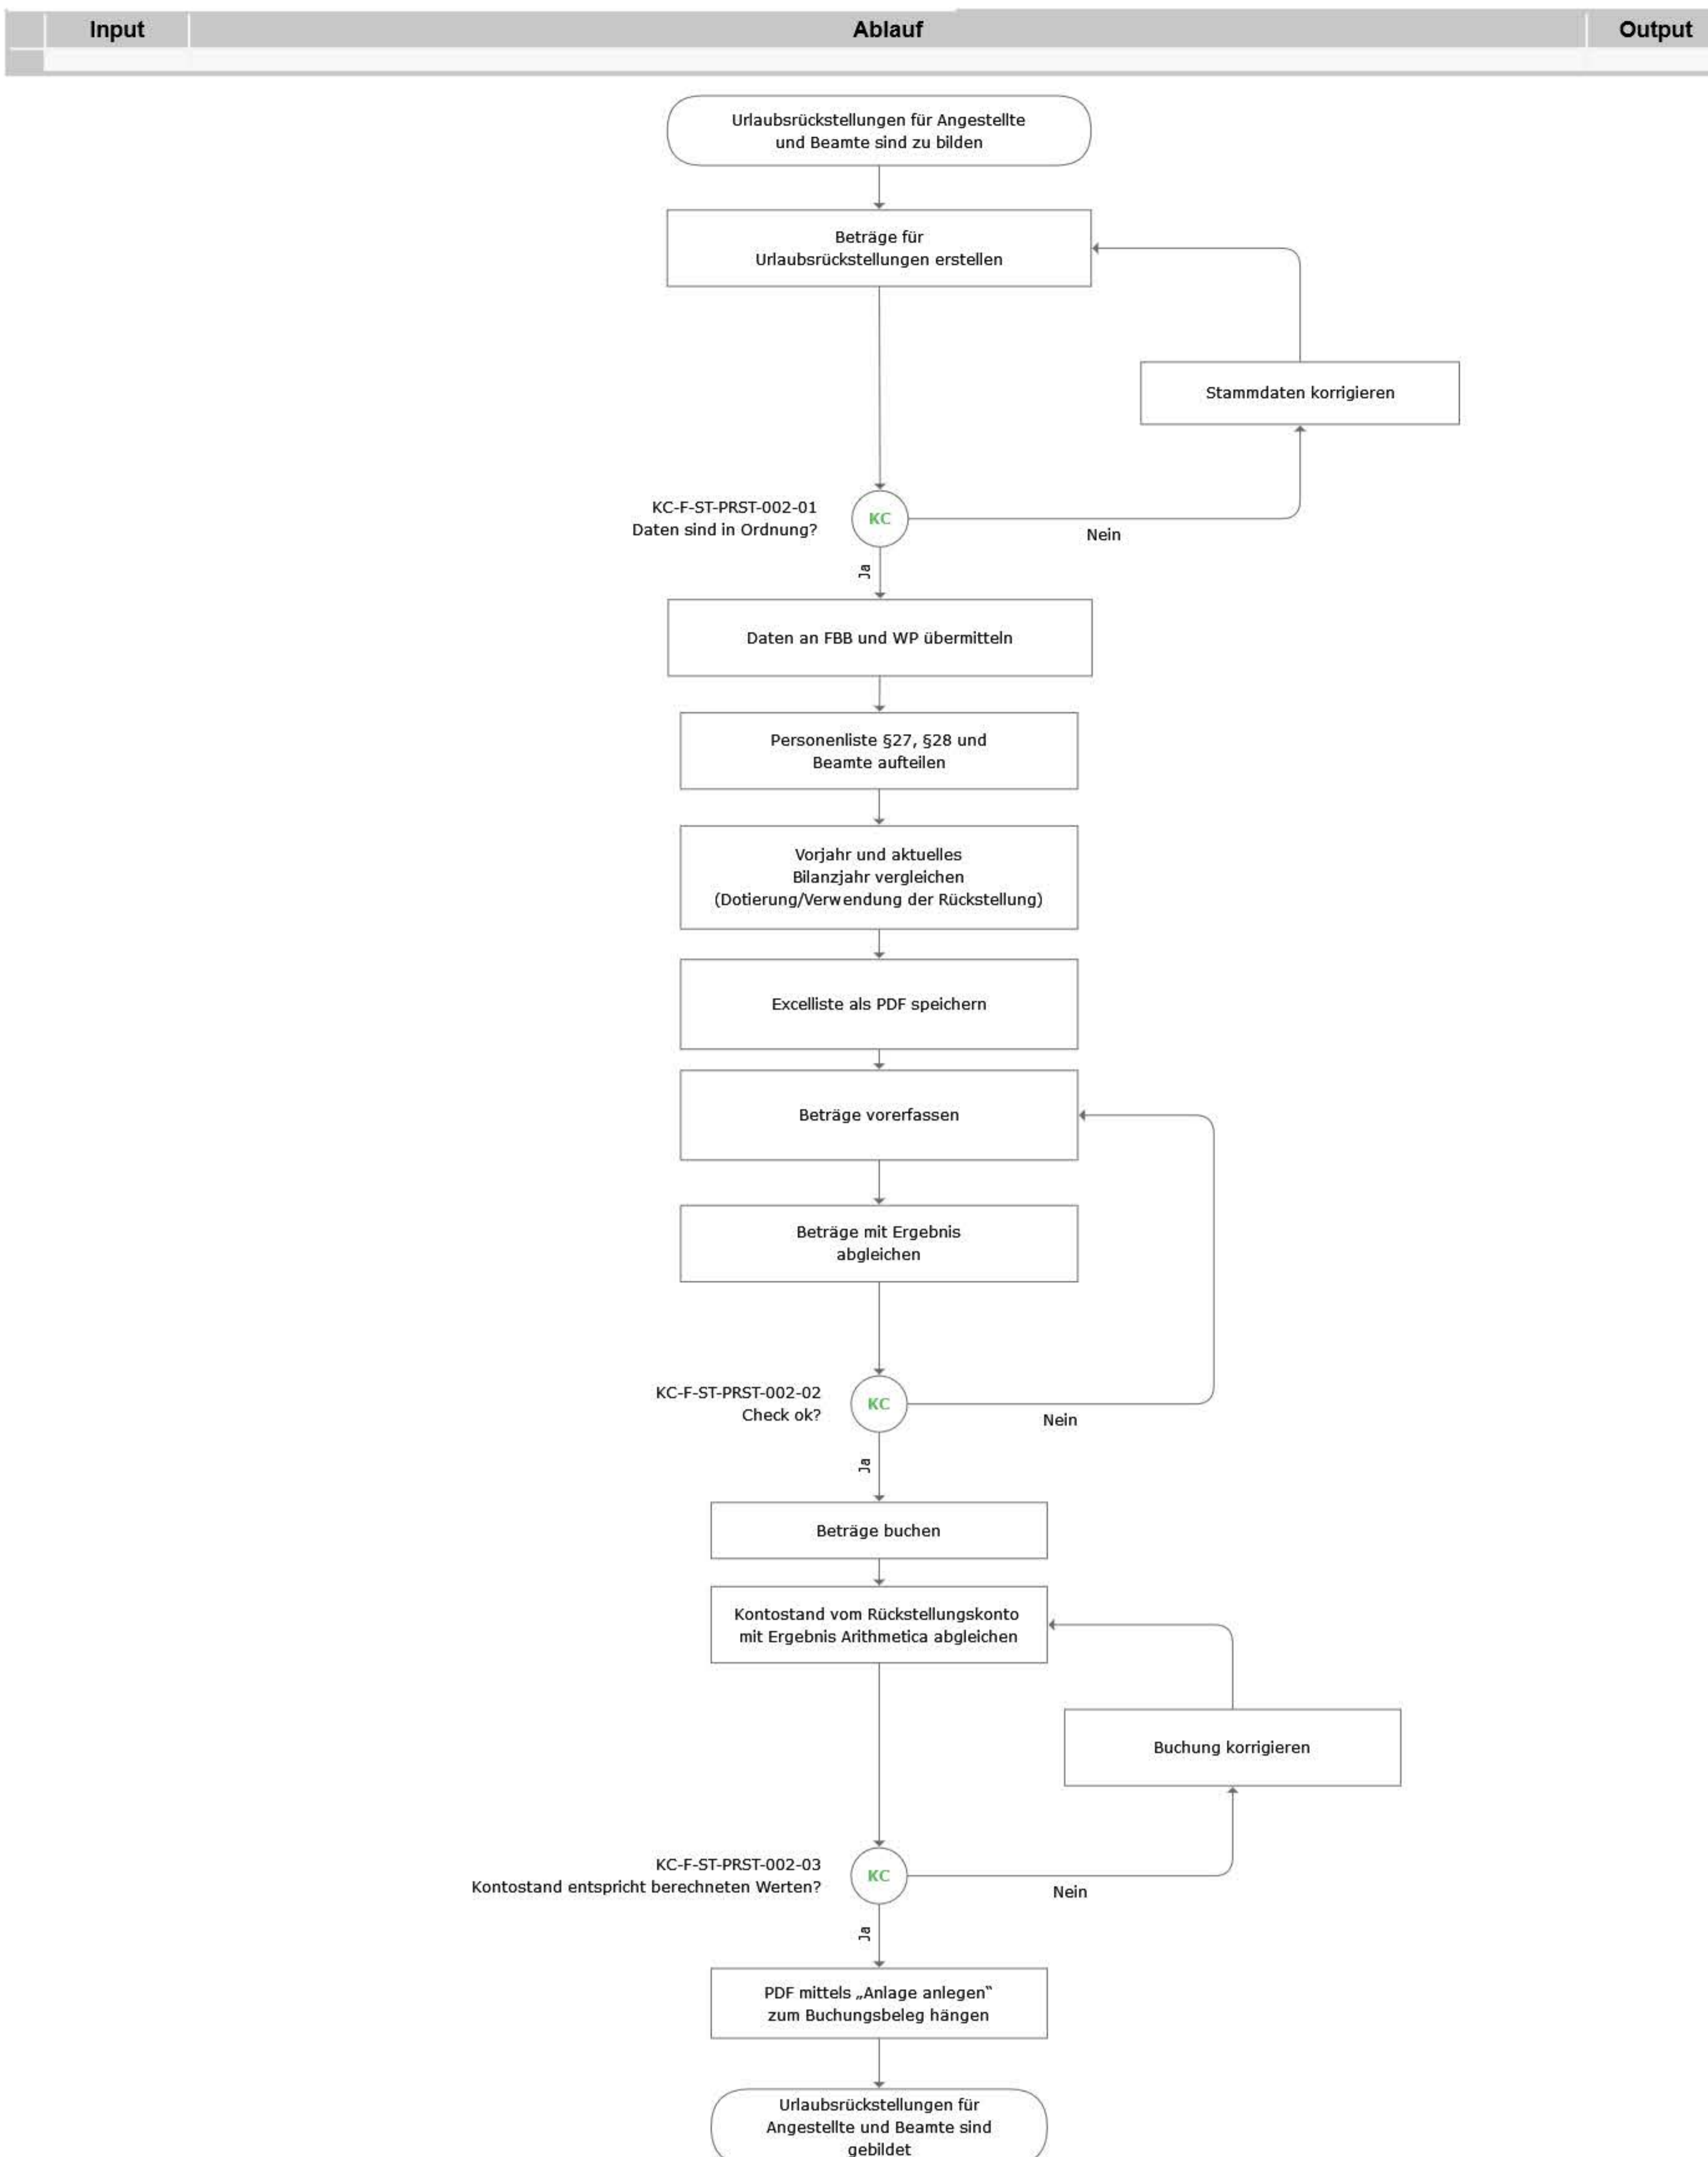 Input
Ablauf
Output
Urlaubsrückstellungen für Angestellte
und Beamte sind zu bilden
Beträge für
Urlaubsrückstellungen erstellen
Stammdaten korrigieren
KC-F-ST-PRST-002-01
Daten sind in Ordnung?
KC
Nein
Ja
Daten an FBB und WP übermitteln
Personenliste §27, §28 und
Beamte aufteilen
Vorjahr und aktuelles
Bilanzjahr vergleichen
(Dotierung/Verwendung der Rückstellung)
Excelliste als PDF speichern
Beträge vorerfassen
Beträge mit Ergebnis
abgleichen
KC-F-ST-PRST-002-02
Check ok?
KC
Nein
Ja
Beträge buchen
Kontostand vom Rückstellungskonto
mit Ergebnis Arithmetica abgleichen
Buchung korrigieren
KC-F-ST-PRST-002-03
Kontostand entspricht berechneten Werten?
KC
Nein
Ja
PDF mittels „Anlage anlegen“
zum Buchungsbeleg hängen
Urlaubsrückstellungen für
Angestellte und Beamte sind
gebildet